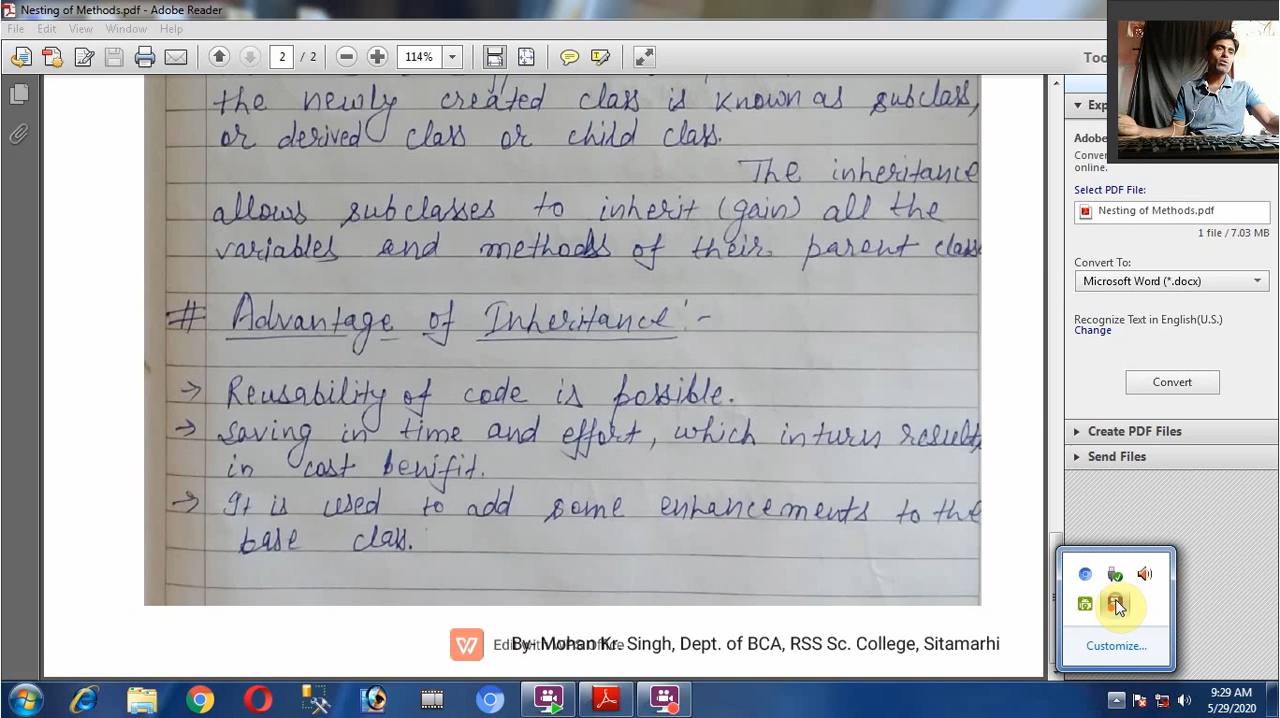 Nesting of Methods.pdf - Adobe Reader
File Edit View Window Help
2 / 2 114%
Too
the newly created class is known as subclass,
or derived class or child class.
The inheritance
allows subclasses to inherit (gain) all the
variables and methods of their parent class
# Advantage of Inheritance :-
→ Reusability of code is possible.
→ Saving in time and effort, which inturn results
in cost benifit.
→ It is used to add some enhancements to the
base class.
By- Mohan Kr. Singh, Dept. of BCA, RSS Sc. College, Sitamarhi
Exp
Adobe
Conver
online.
Select PDF File:
Nesting of Methods.pdf
1 file / 7.03 MB
Convert To:
Microsoft Word (*.docx)
Recognize Text in English(U.S.)
Change
Convert
Create PDF Files
Send Files
Customize...
9:29 AM
5/29/2020